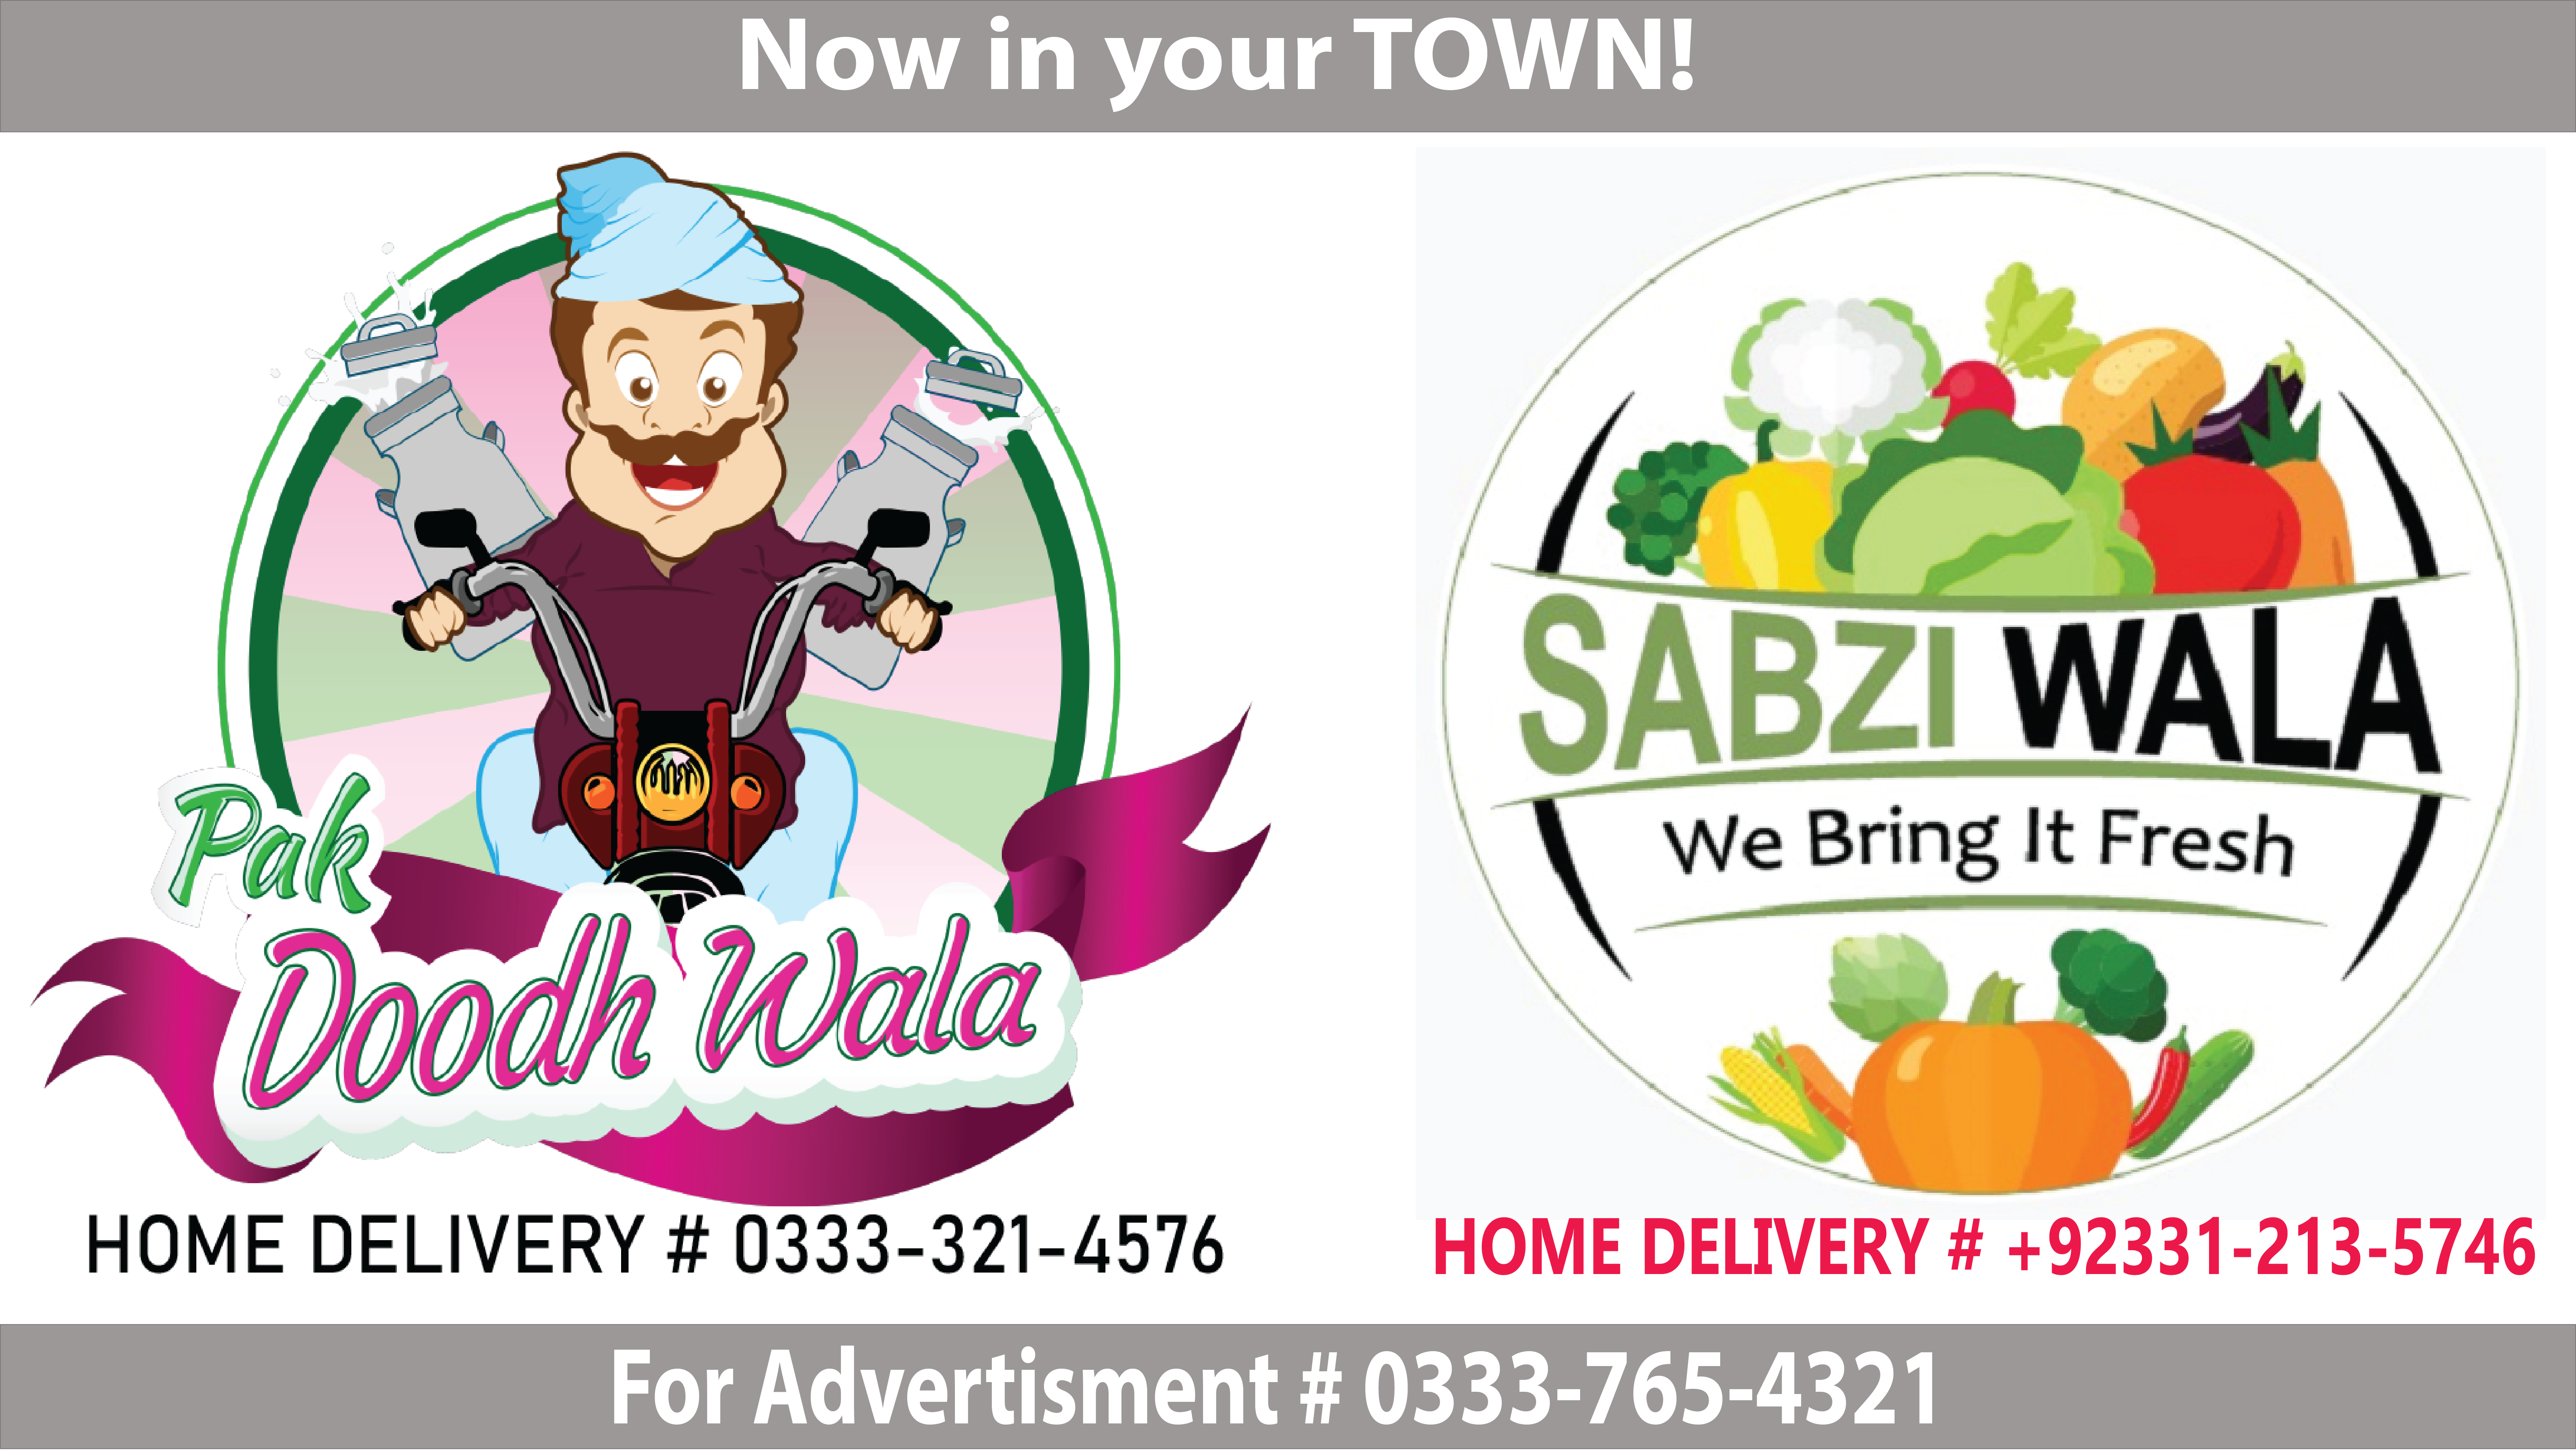 Now in your TOWN!
Pak
Doodh Wala
HOME DELIVERY # 0333-321-4576
SABZI WALA
We Bring It Fresh
HOME DELIVERY # +92331-213-5746
For Advertisment # 0333-765-4321